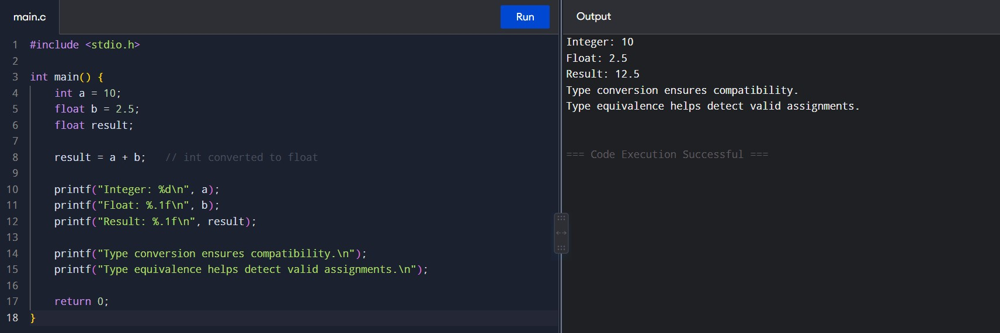 main.c
Run
1 #include <stdio.h>
2
3 int main() {
4     int a = 10;
5     float b = 2.5;
6     float result;
7
8     result = a + b;   // int converted to float
9
10     printf("Integer: %d\n", a);
11     printf("Float: %.1f\n", b);
12     printf("Result: %.1f\n", result);
13
14     printf("Type conversion ensures compatibility.\n");
15     printf("Type equivalence helps detect valid assignments.\n");
16
17     return 0;
18 }
Output
Integer: 10
Float: 2.5
Result: 12.5
Type conversion ensures compatibility.
Type equivalence helps detect valid assignments.
=== Code Execution Successful ===